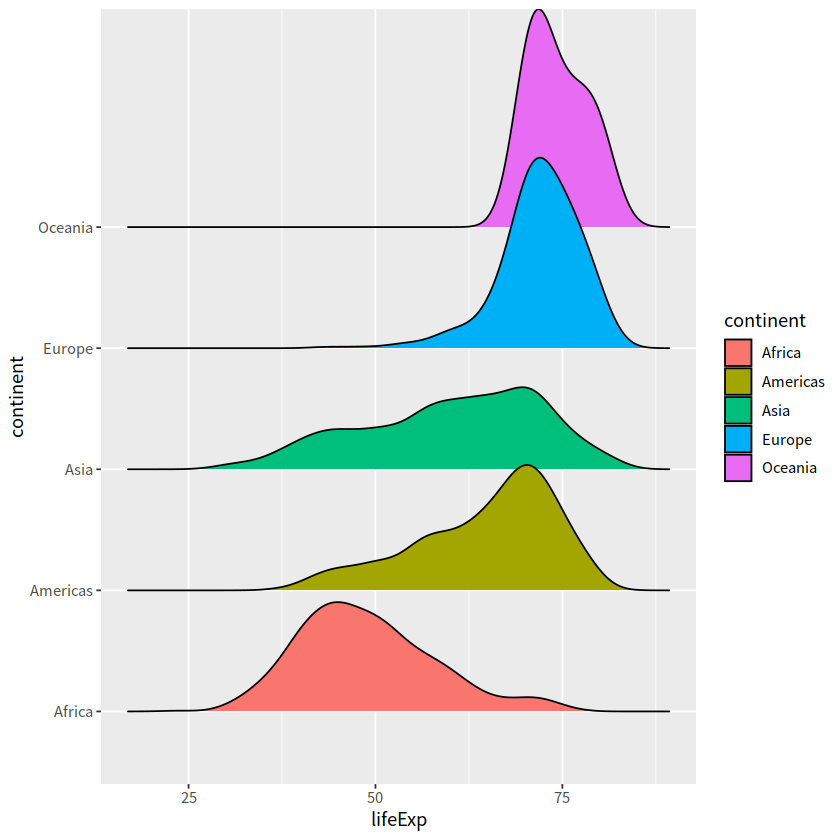 Oceania
Europe
Asia
Americas
Africa
continent
25 50 75
lifeExp
continent
Africa
Americas
Asia
Europe
Oceania